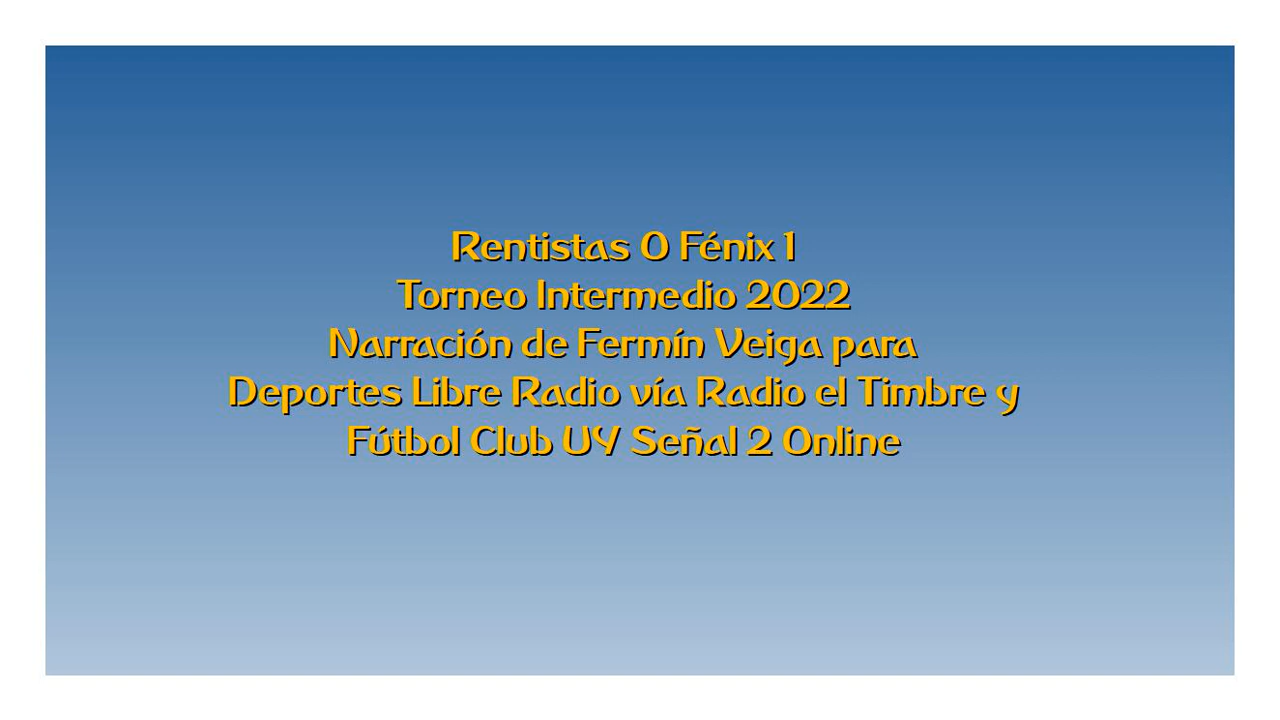 Rentistas 0 Fénix 1
Torneo Intermedio 2022
Narración de Fermín Veiga para
Deportes Libre Radio vía Radio el Timbre y
Fútbol Club UY Señal 2 Online